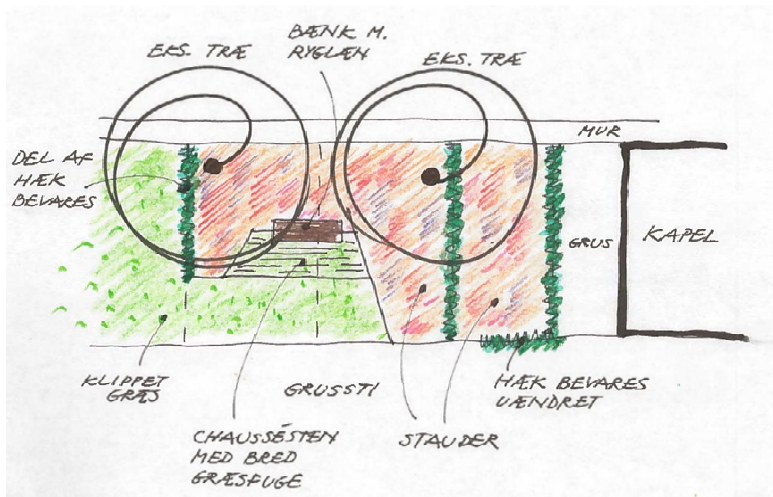 BÆNK M.
RYGLÆN
EKS. TRÆ
EKS. TRÆ
MUR
DEL AF
HÆK
BEVARES
GRUS
KAPEL
KLIPPET
GRÆS
GRUSSTI
HÆK BEVARES
UÆNDRET
CHAUSSÉSTEN
MED BRED
GRÆSFUGE
STAUDER